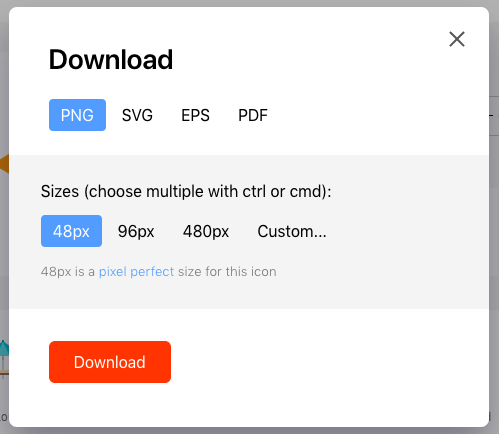 Download
PNG SVG EPS PDF
Sizes (choose multiple with ctrl or cmd):
48px 96px 480px Custom...
48px is a pixel perfect size for this icon
Download